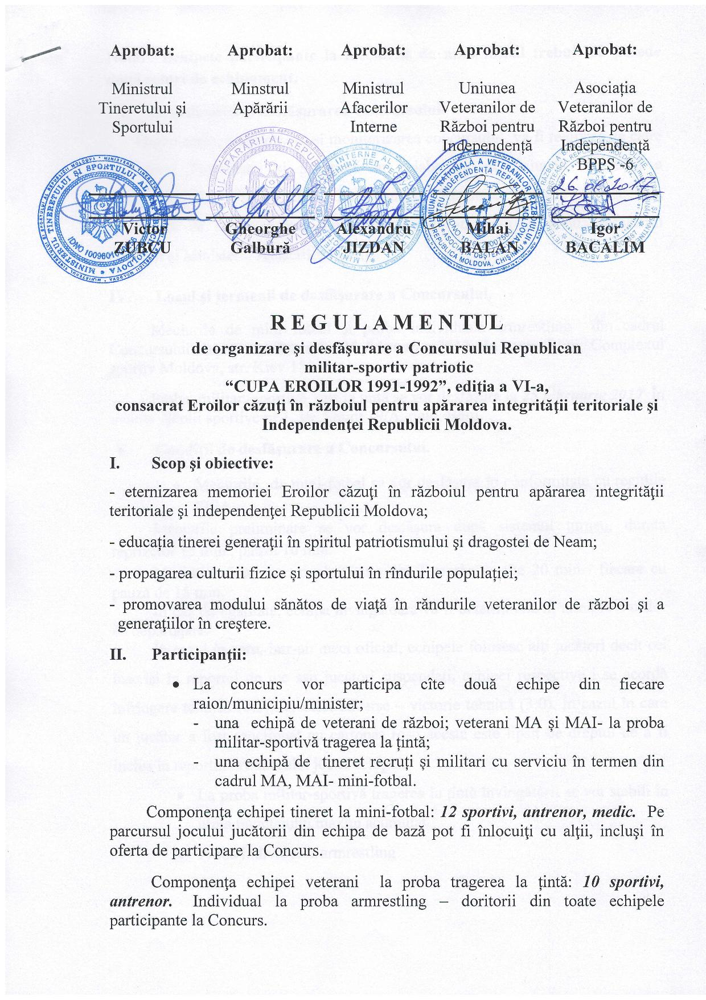 Aprobat: Aprobat: Aprobat: Aprobat: Aprobat:
Ministrul Minstrul Ministrul Uniunea Asociația
Tineretului și Apărării Afacerilor Veteranilor de Veteranilor de
Sportului Interne Război pentru Război pentru
Independență Independență
BPPS -6
26.01.2017
Victor Gheorghe Alexandru Mihai Igor
ZUBCU Galbură JIZDAN BALAN BACALÎM
R E G U L A M E N T U L
de organizare şi desfăşurare a Concursului Republican
militar-sportiv patriotic
“CUPA EROILOR 1991-1992”, ediția a VI-a,
consacrat Eroilor căzuţi în războiul pentru apărarea integrităţii teritoriale şi
Independenţei Republicii Moldova.
I. Scop şi obiective:
- eternizarea memoriei Eroilor căzuţi în războiul pentru apărarea integrităţii
teritoriale şi independenţei Republicii Moldova;
- educația tinerei generaţii în spiritul patriotismului şi dragostei de Neam;
- propagarea culturii fizice și sportului în rîndurile populației;
- promovarea modului sănătos de viaţă în răndurile veteranilor de război şi a
generaţiilor în creştere.
II. Participanţii:
• La concurs vor participa cîte două echipe din fiecare
raion/municipiu/minister;
- una echipă de veterani de război; veterani MA și MAI- la proba
militar-sportivă tragerea la țintă;
- una echipă de tineret recruți și militari cu serviciu în termen din
cadrul MA, MAI- mini-fotbal.
Componenţa echipei tineret la mini-fotbal: 12 sportivi, antrenor, medic. Pe
parcursul jocului jucătorii din echipa de bază pot fi înlocuiţi cu alţii, incluşi în
oferta de participare la Concurs.
Componenţa echipei veterani la proba tragerea la țintă: 10 sportivi,
antrenor. Individual la proba armrestling – doritorii din toate echipele
participante la Concurs.